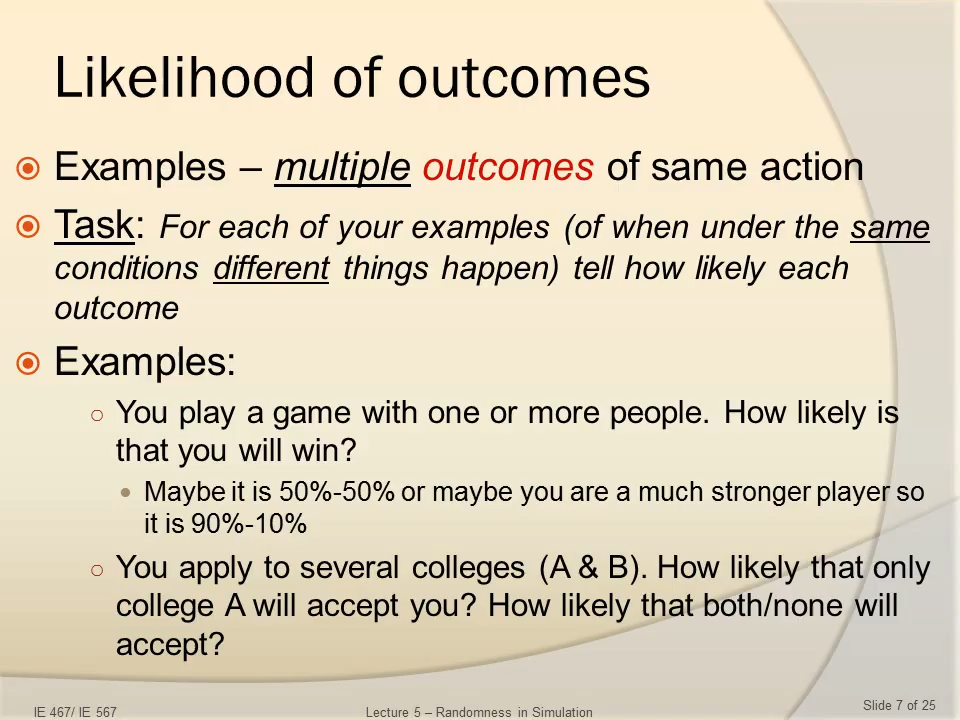 Likelihood of outcomes
Examples – multiple outcomes of same action
Task: For each of your examples (of when under the same
conditions different things happen) tell how likely each
outcome
Examples:
You play a game with one or more people. How likely is
that you will win?
Maybe it is 50%-50% or maybe you are a much stronger player so
it is 90%-10%
You apply to several colleges (A & B). How likely that only
college A will accept you? How likely that both/none will
accept?
IE 467/ IE 567
Lecture 5 – Randomness in Simulation
Slide 7 of 25